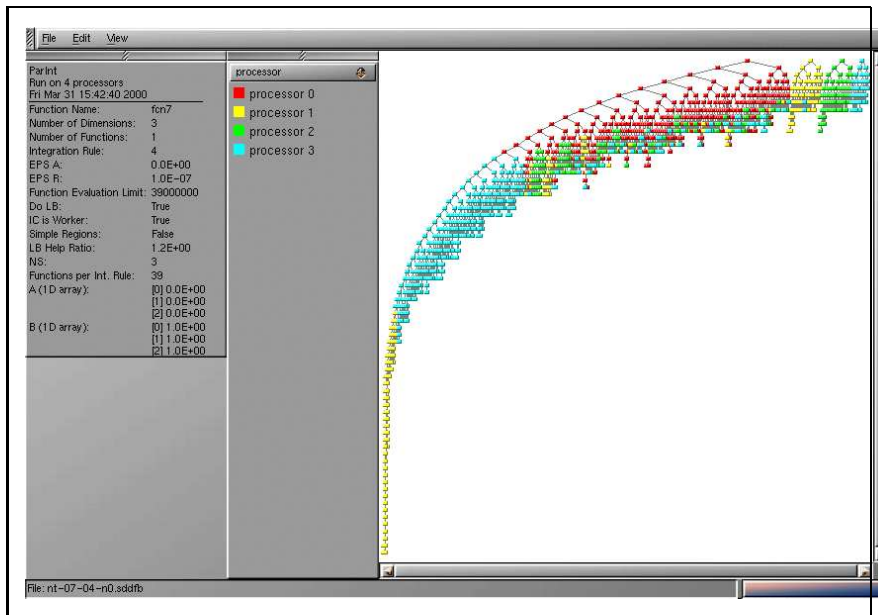 File Edit View
ParInt
Run on 4 processors
Fri Mar 31 15:42:40 2000
Function Name: fcn7
Number of Dimensions: 3
Number of Functions: 1
Integration Rule: 4
EPS A: 0.0E+00
EPS R: 1.0E-07
Function Evaluation Limit: 39000000
Do LB: True
IC is Worker: True
Simple Regions: False
LB Help Ratio: 1.2E+00
NS: 3
Functions per Int. Rule: 39
A (1D array): [0] 0.0E+00
[1] 0.0E+00
[2] 0.0E+00
B (1D array): [0] 1.0E+00
[1] 1.0E+00
[2] 1.0E+00
processor
processor 0
processor 1
processor 2
processor 3
File: nt-07-04-n0.sddfb